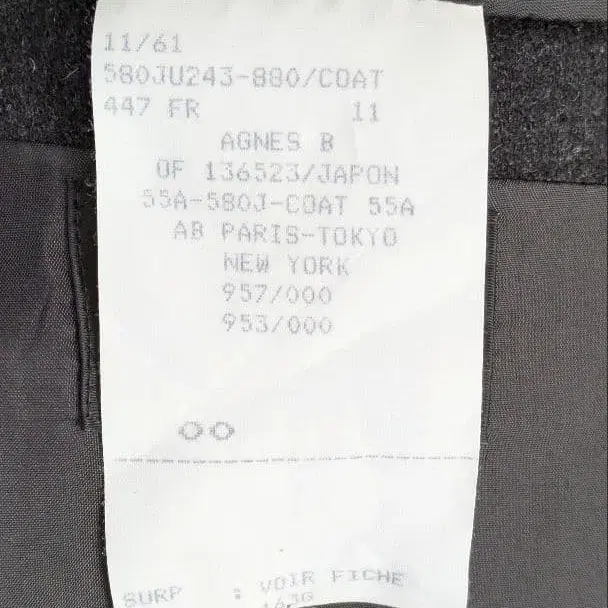 11/61
580JU243-880/COAT
447 FR 11
AGNES B
OF 136523/JAPON
55A-580J-COAT 55A
AB PARIS-TOKYO
NEW YORK
957/000
953/000
OO
SURP : VOIR FICHE